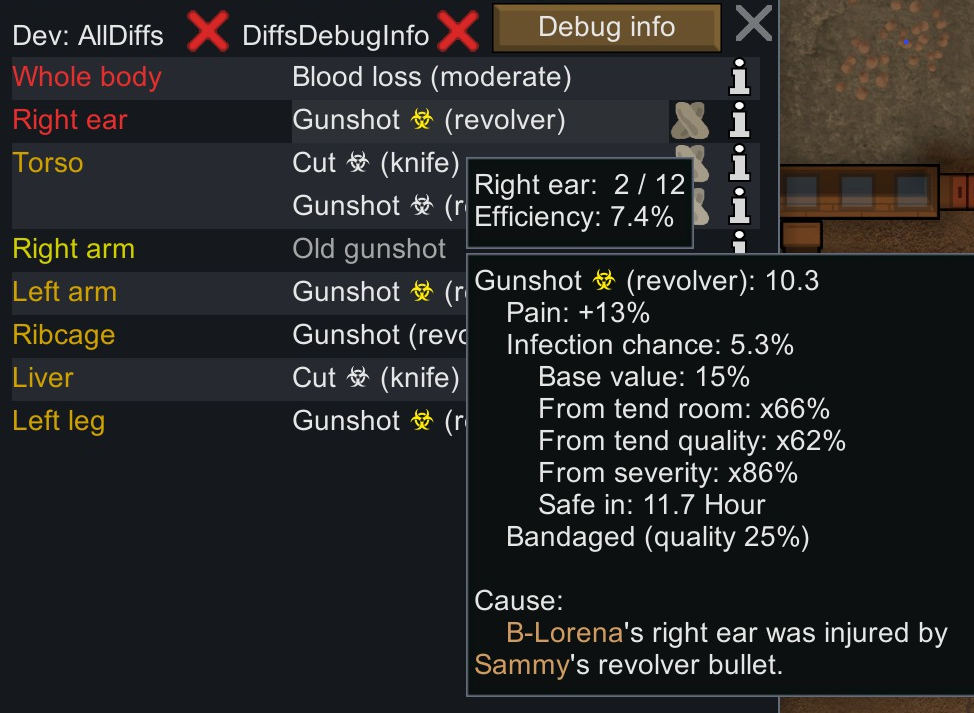 Dev: AllDiffs DiffsDebugInfo Debug info
Whole body Blood loss (moderate)
Right ear Gunshot (revolver)
Torso Cut (knife)
Gunshot
Right arm Old gunshot
Left arm Gunshot
Ribcage Gunshot
Liver Cut (knife)
Left leg Gunshot
Right ear: 2 / 12
Efficiency: 7.4%
Gunshot (revolver): 10.3
Pain: +13%
Infection chance: 5.3%
Base value: 15%
From tend room: x66%
From tend quality: x62%
From severity: x86%
Safe in: 11.7 Hour
Bandaged (quality 25%)
Cause:
B-Lorena's right ear was injured by
Sammy's revolver bullet.